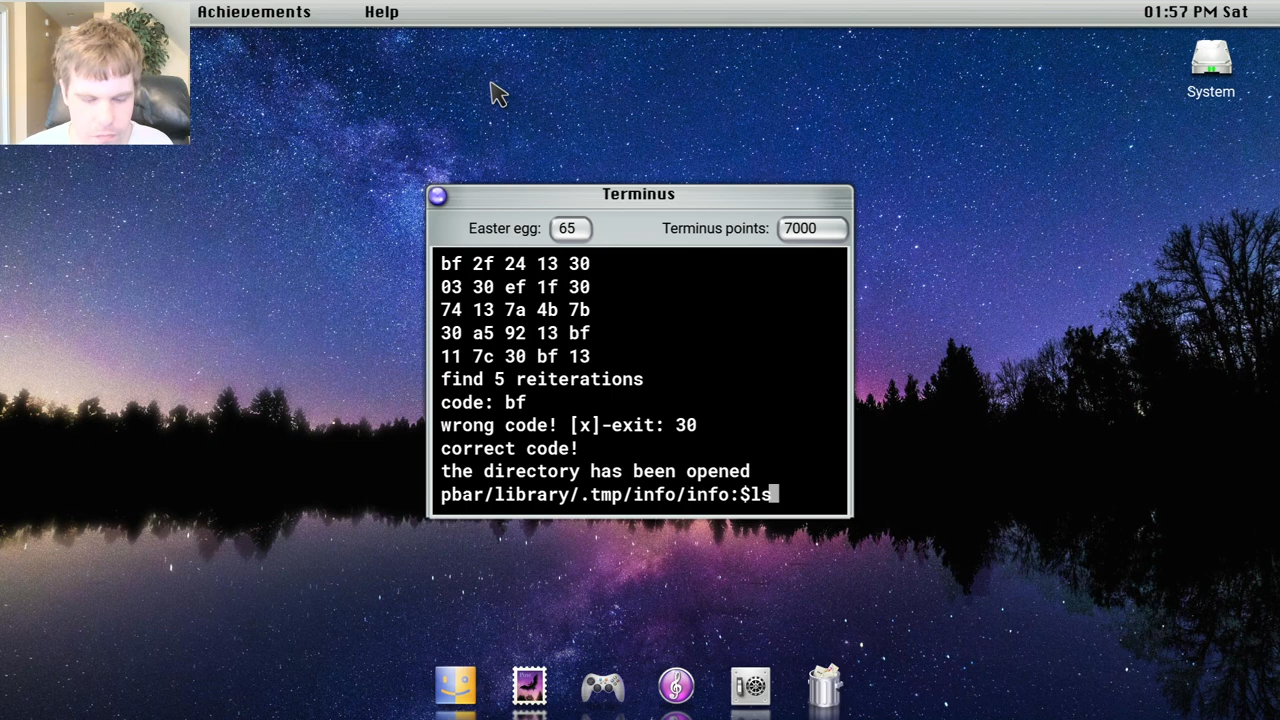 Achievements Help 01:57 PM Sat
System
Terminus
Easter egg: 65 Terminus points: 7000
bf 2f 24 13 30
03 30 ef 1f 30
74 13 7a 4b 7b
30 a5 92 13 bf
11 7c 30 bf 13
find 5 reiterations
code: bf
wrong code! [x]-exit: 30
correct code!
the directory has been opened
pbar/library/.tmp/info/info:$ls